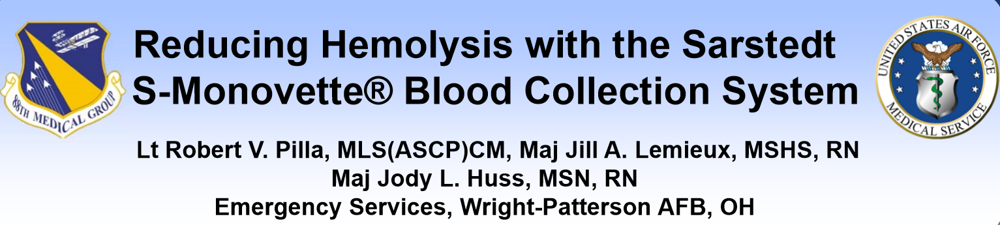 Reducing Hemolysis with the Sarstedt
S-Monovette® Blood Collection System
Lt Robert V. Pilla, MLS(ASCP)CM, Maj Jill A. Lemieux, MSHS, RN
Maj Jody L. Huss, MSN, RN
Emergency Services, Wright-Patterson AFB, OH
88TH MEDICAL GROUP
UNITED STATES AIR FORCE
MEDICAL SERVICE